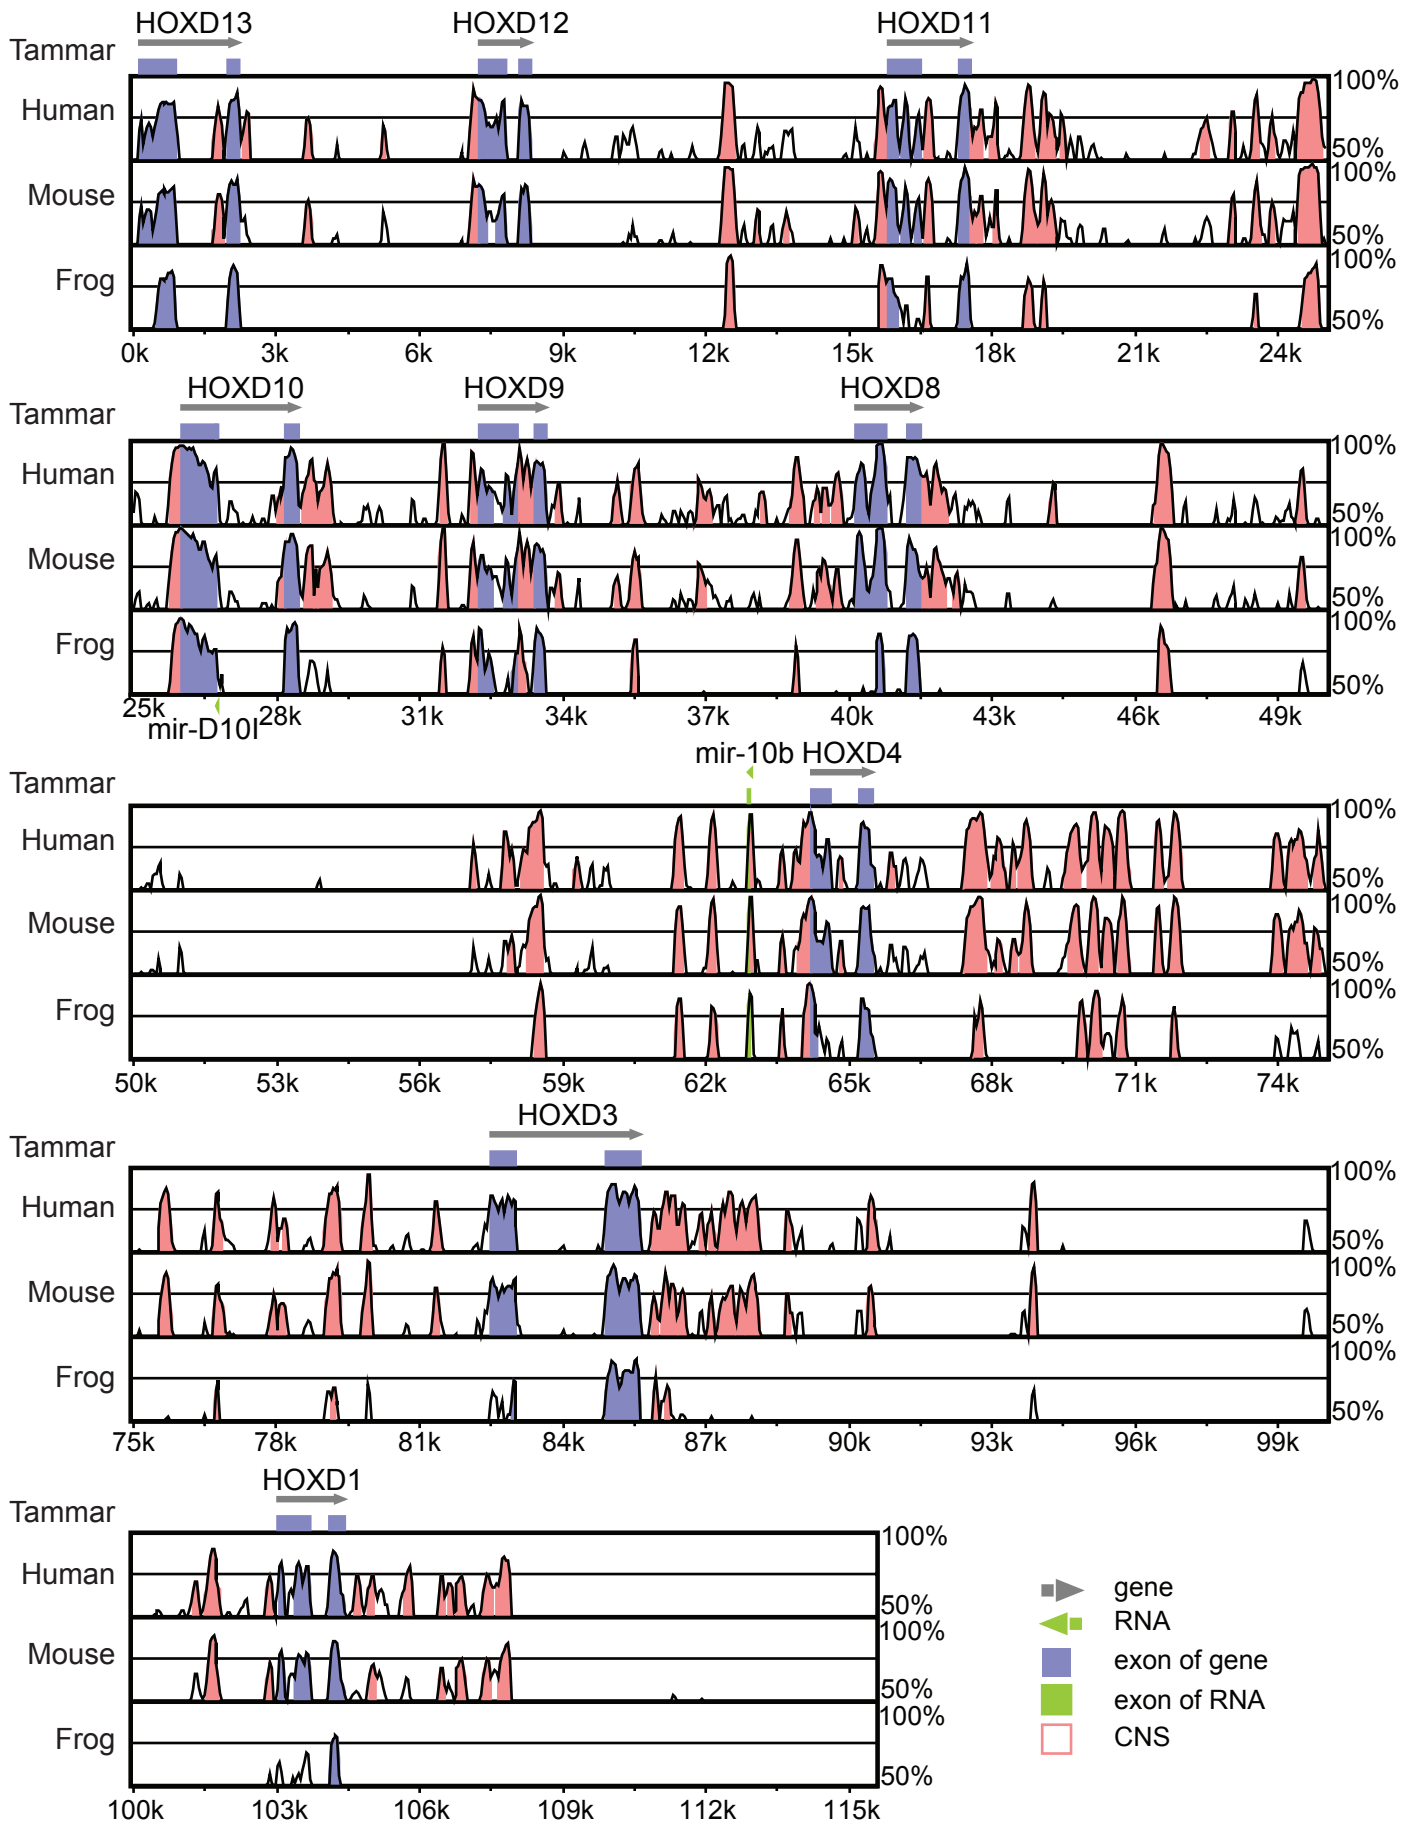 HOXD13 HOXD12 HOXD11
Tammar
Human 100%
50%
Mouse 100%
50%
Frog 100%
50%
0k 3k 6k 9k 12k 15k 18k 21k 24k
HOXD10 HOXD9 HOXD8
Tammar
Human 100%
50%
Mouse 100%
50%
Frog 100%
50%
25k 28k 31k 34k 37k 40k 43k 46k 49k
mir-D10I
mir-10b HOXD4
Tammar
Human 100%
50%
Mouse 100%
50%
Frog 100%
50%
50k 53k 56k 59k 62k 65k 68k 71k 74k
HOXD3
Tammar
Human 100%
50%
Mouse 100%
50%
Frog 100%
50%
75k 78k 81k 84k 87k 90k 93k 96k 99k
HOXD1
Tammar
Human 100%
50%
Mouse 100%
50%
Frog 100%
50%
100k 103k 106k 109k 112k 115k
gene
RNA
exon of gene
exon of RNA
CNS